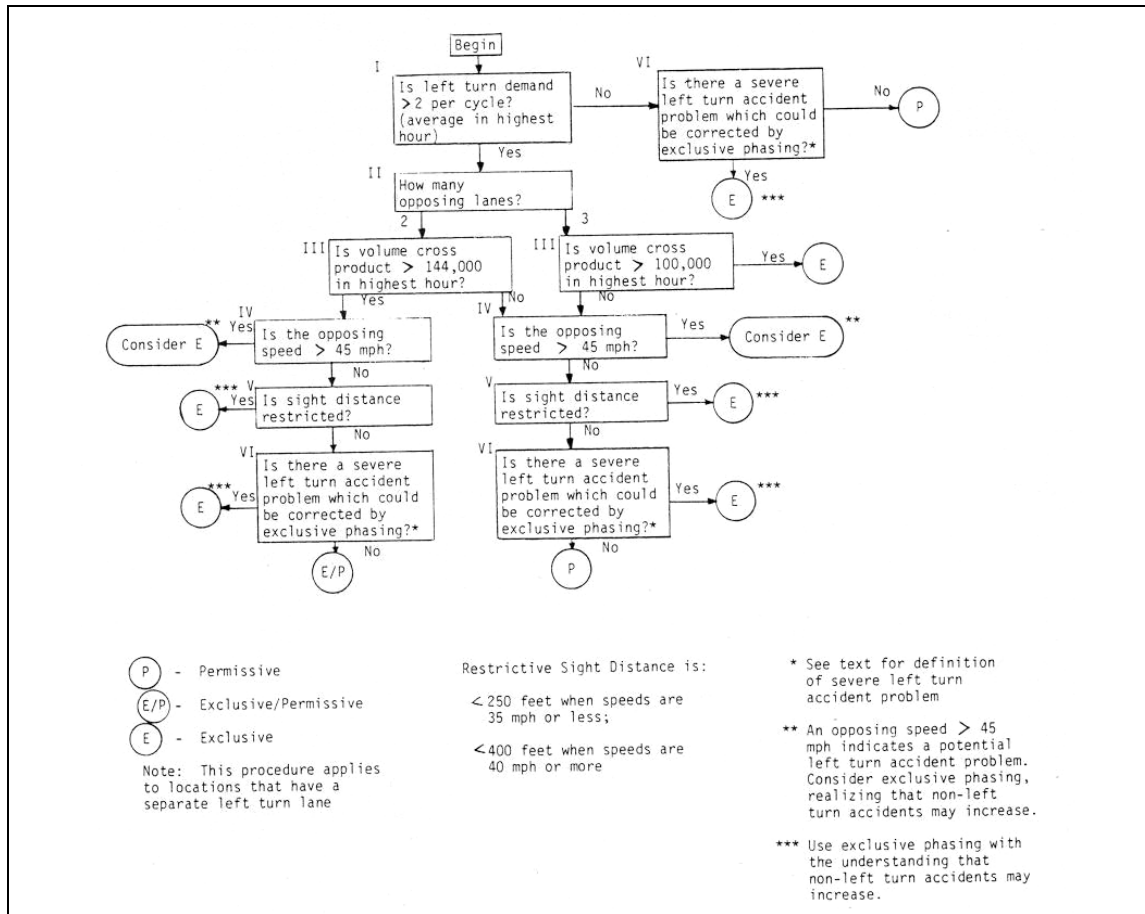 Begin
I
Is left turn demand
>2 per cycle?
(average in highest
hour)
No
Yes
VI
Is there a severe
left turn accident
problem which could
be corrected by
exclusive phasing?*
No
P
Yes
E ***
II
How many
opposing lanes?
2
3
III
Is volume cross
product > 144,000
in highest hour?
Yes
No
III
Is volume cross
product > 100,000
in highest hour?
Yes
E
No
IV
Is the opposing
speed > 45 mph?
** Yes
Consider E
No
IV
Is the opposing
speed > 45 mph?
Yes
Consider E **
No
V
Is sight distance
restricted?
*** Yes
E
No
V
Is sight distance
restricted?
Yes
E ***
No
VI
Is there a severe
left turn accident
problem which could
be corrected by
exclusive phasing?*
*** Yes
E
No
E/P
VI
Is there a severe
left turn accident
problem which could
be corrected by
exclusive phasing?*
Yes
E ***
No
P
P - Permissive
E/P - Exclusive/Permissive
E - Exclusive
Note: This procedure applies
to locations that have a
separate left turn lane
Restrictive Sight Distance is:
<250 feet when speeds are
35 mph or less;
<400 feet when speeds are
40 mph or more
* See text for definition
of severe left turn
accident problem
** An opposing speed > 45
mph indicates a potential
left turn accident problem.
Consider exclusive phasing,
realizing that non-left
turn accidents may increase.
*** Use exclusive phasing with
the understanding that
non-left turn accidents may
increase.